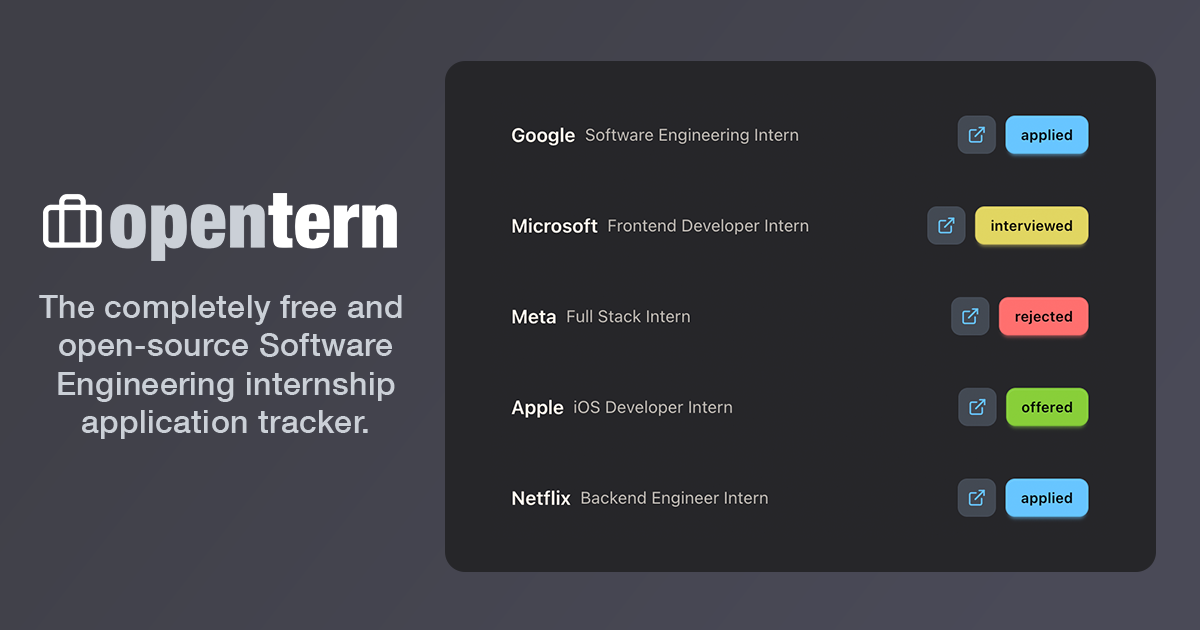 opentern
The completely free and
open-source Software
Engineering internship
application tracker.
Google Software Engineering Intern applied
Microsoft Frontend Developer Intern interviewed
Meta Full Stack Intern rejected
Apple iOS Developer Intern offered
Netflix Backend Engineer Intern applied